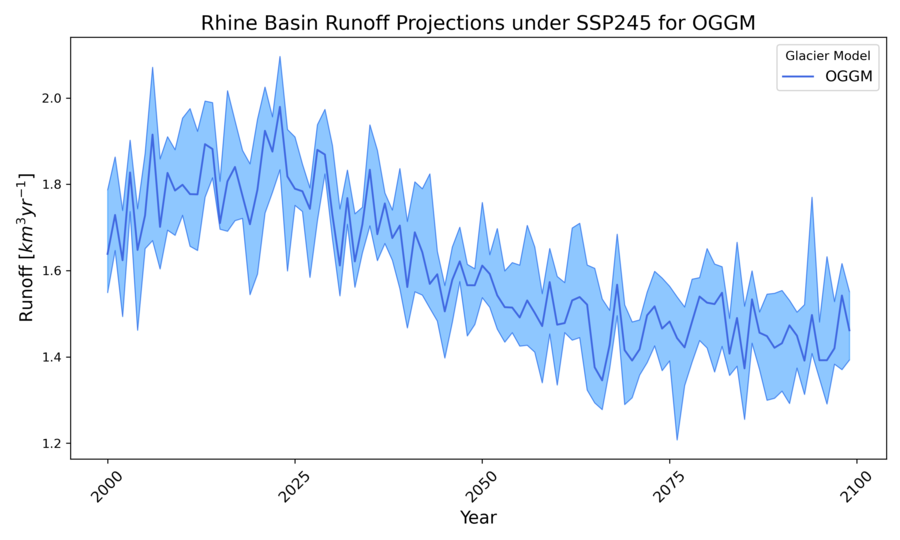 Rhine Basin Runoff Projections under SSP245 for OGGM
Glacier Model
OGGM
2.0
1.8
1.6
1.4
1.2
Runoff [km³yr⁻¹]
2000
2025
2050
2075
2100
Year